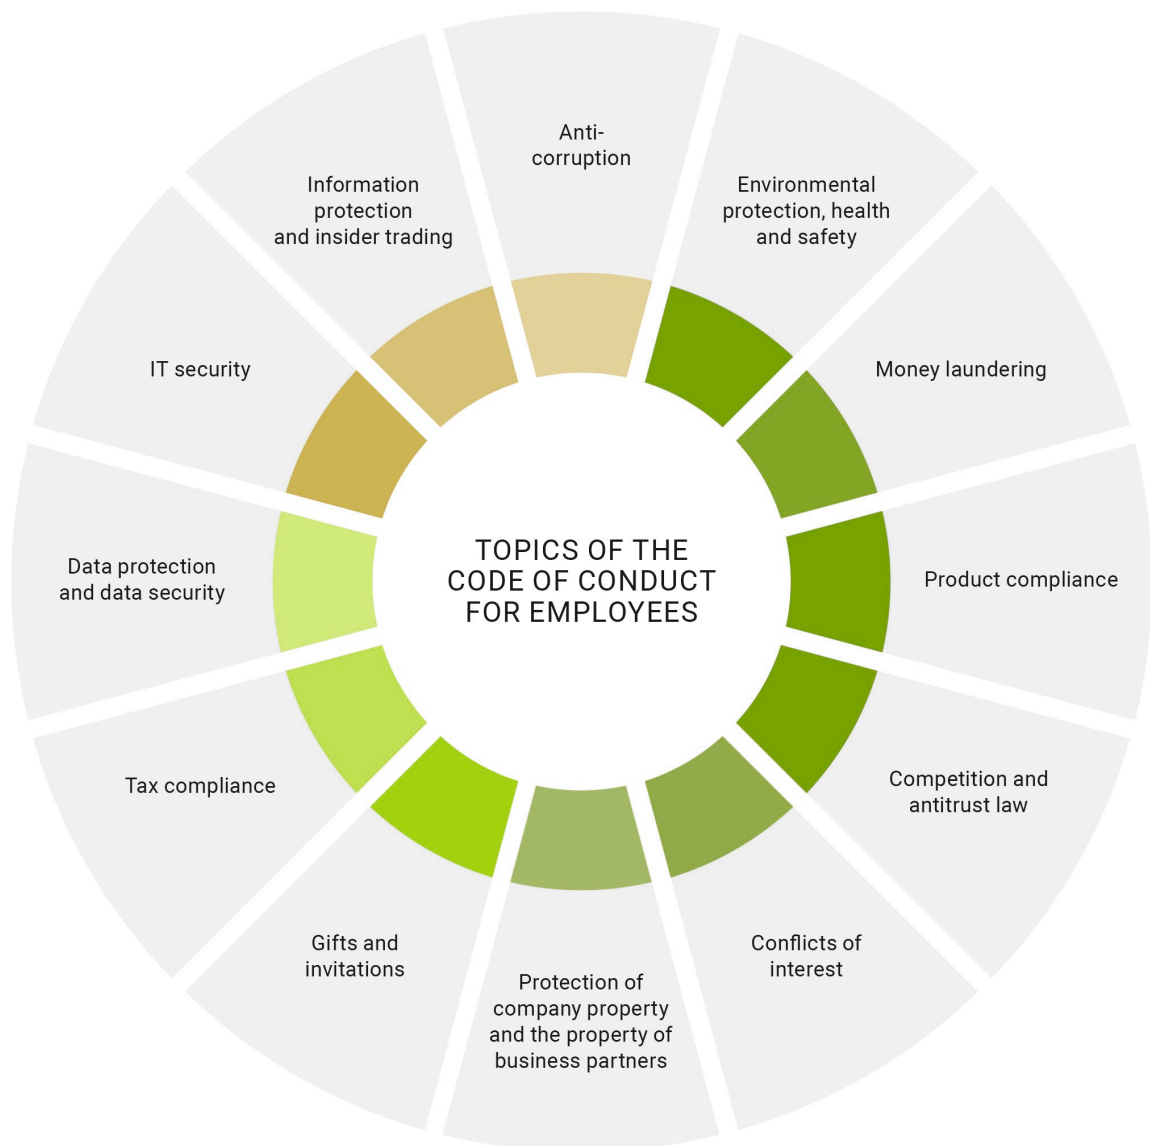 Anti-
corruption
Environmental
protection, health
and safety
Money laundering
Product compliance
Competition and
antitrust law
Conflicts of
interest
Protection of
company property
and the property of
business partners
Gifts and
invitations
Tax compliance
Data protection
and data security
IT security
Information
protection
and insider trading
TOPICS OF THE
CODE OF CONDUCT
FOR EMPLOYEES